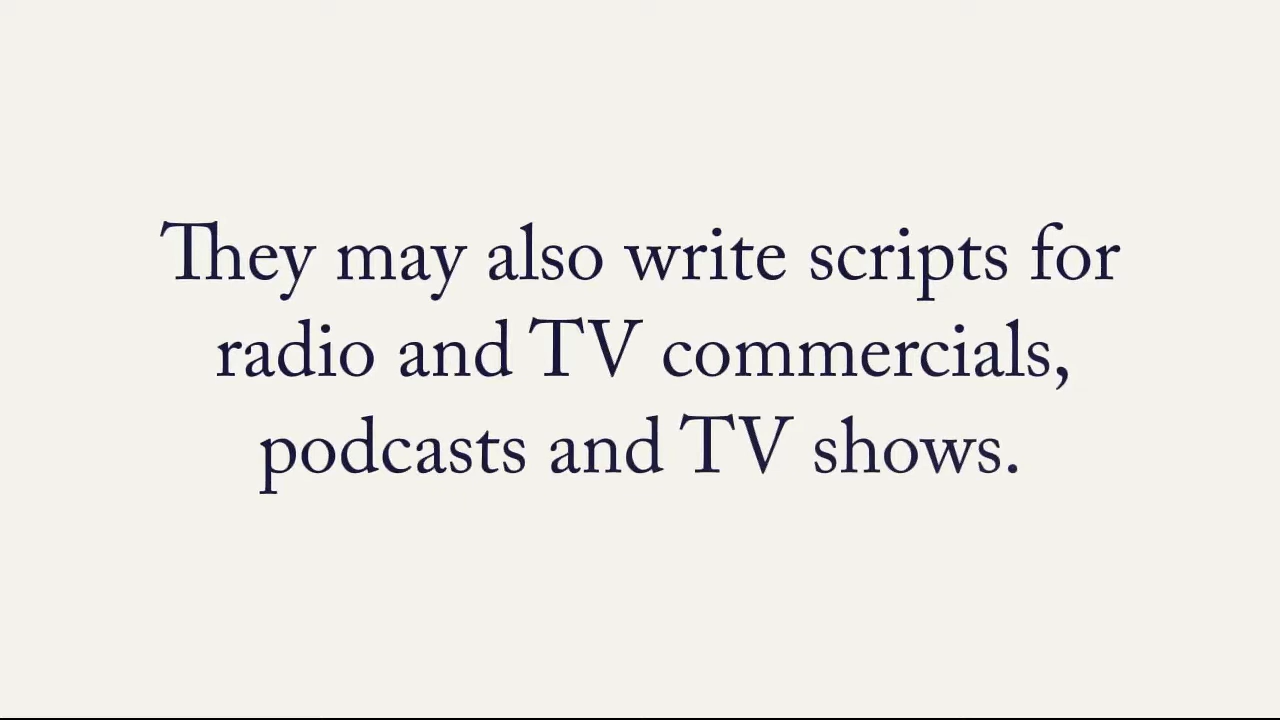 They may also write scripts for
radio and TV commercials,
podcasts and TV shows.